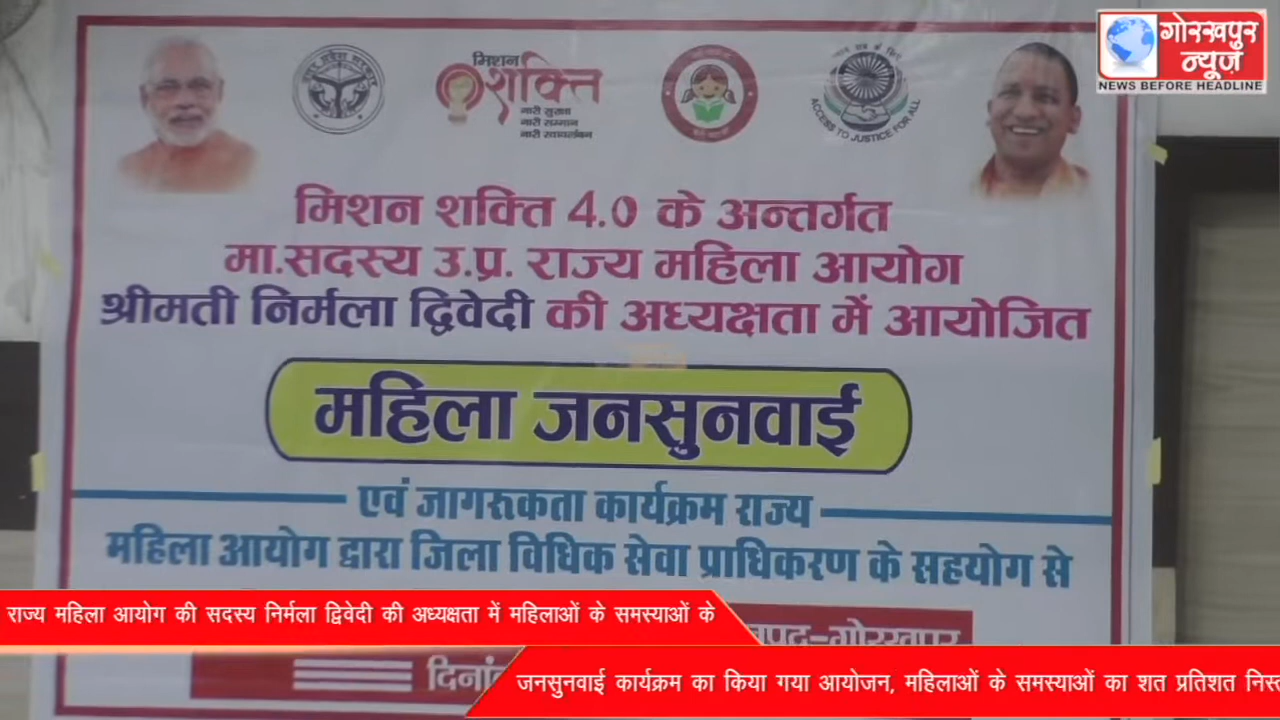 गोरखपुर
न्यूज़
NEWS BEFORE HEADLINE
मिशन
शक्ति
नारी सुरक्षा
नारी सम्मान
नारी स्वावलंबन
ACCESS TO JUSTICE FOR ALL
मिशन शक्ति 4.0 के अन्तर्गत
मा.सदस्य उ.प्र. राज्य महिला आयोग
श्रीमती निर्मला द्विवेदी की अध्यक्षता में आयोजित
महिला जनसुनवाई
एवं जागरूकता कार्यक्रम राज्य
महिला आयोग द्वारा जिला विधिक सेवा प्राधिकरण के सहयोग से
राज्य महिला आयोग की सदस्य निर्मला द्विवेदी की अध्यक्षता में महिलाओं के समस्याओं के
जनसुनवाई कार्यक्रम का किया गया आयोजन, महिलाओं के समस्याओं का शत प्रतिशत